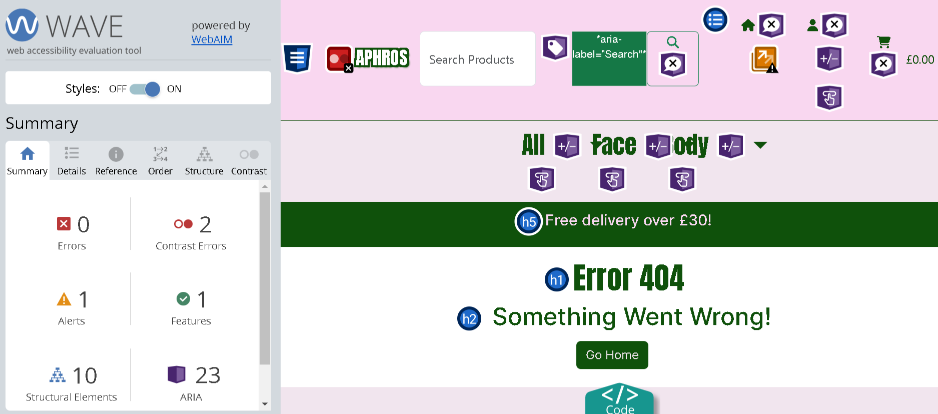 WAVE
web accessibility evaluation tool
powered by
WebAIM
Styles: OFF ON
Summary
Summary Details Reference Order Structure Contrast
0
Errors
2
Contrast Errors
1
Alerts
1
Features
10
Structural Elements
23
ARIA
APHROS
Search Products
*aria-
label="Search"*
£0.00
+/-
All +/- Face +/- ody +/-
h5 Free delivery over £30!
h1 Error 404
h2 Something Went Wrong!
Go Home
</>
Code